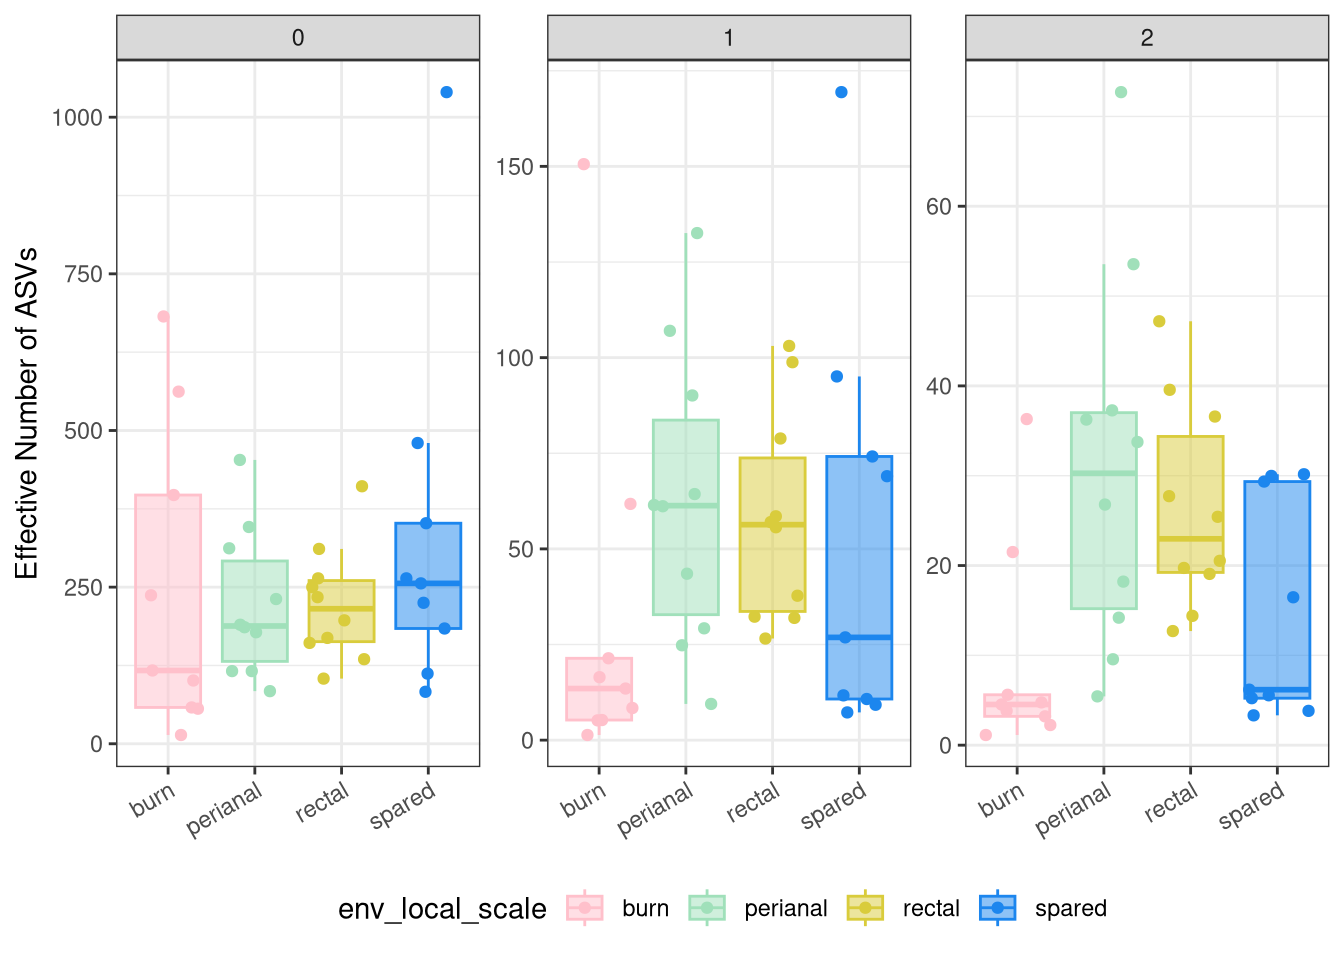 0 1 2
Effective Number of ASVs
1000
750
500
250
0
150
100
50
0
60
40
20
0
burn perianal rectal spared
burn perianal rectal spared
burn perianal rectal spared
env_local_scale burn perianal rectal spared